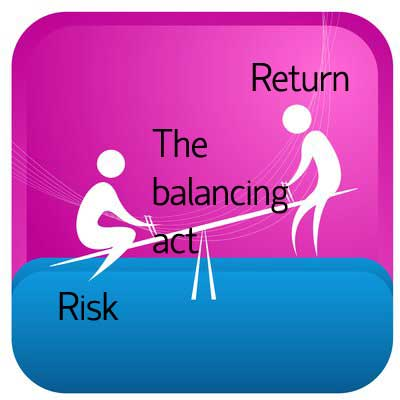 Return
The
balancing
act
Risk